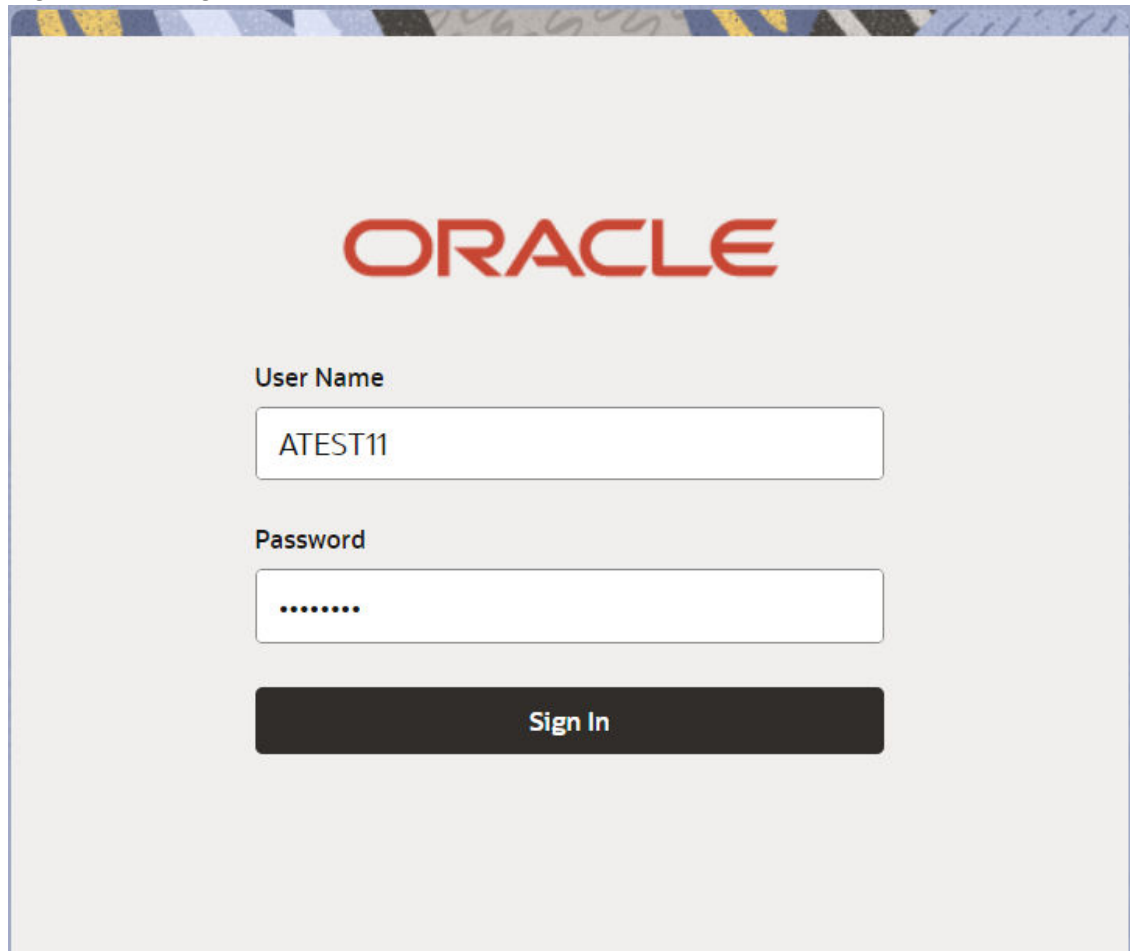 ORACLE
User Name
ATEST11
Password
••••••••
Sign In